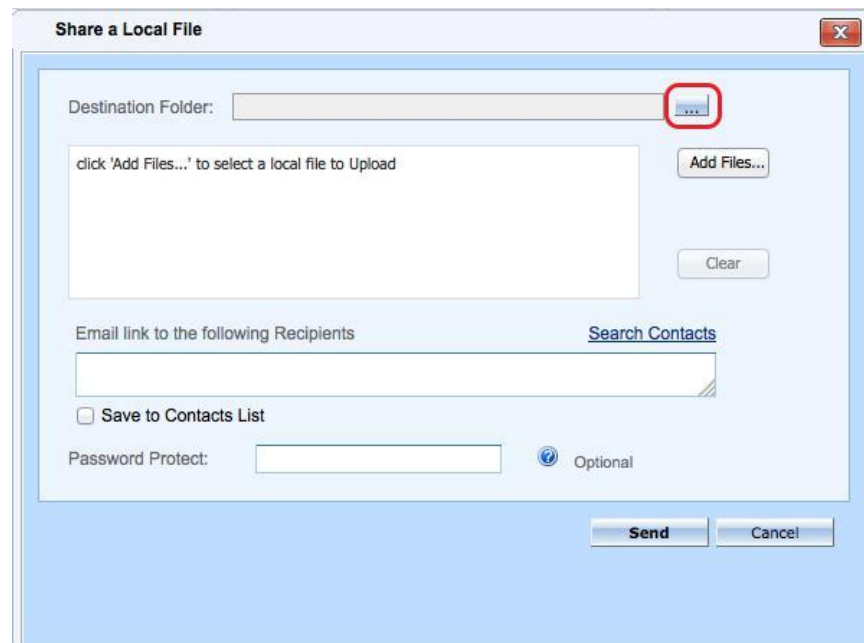 Share a Local File
X
Destination Folder:
...
click 'Add Files...' to select a local file to Upload
Add Files...
Clear
Email link to the following Recipients
Search Contacts
Save to Contacts List
Password Protect:
?
Optional
Send
Cancel